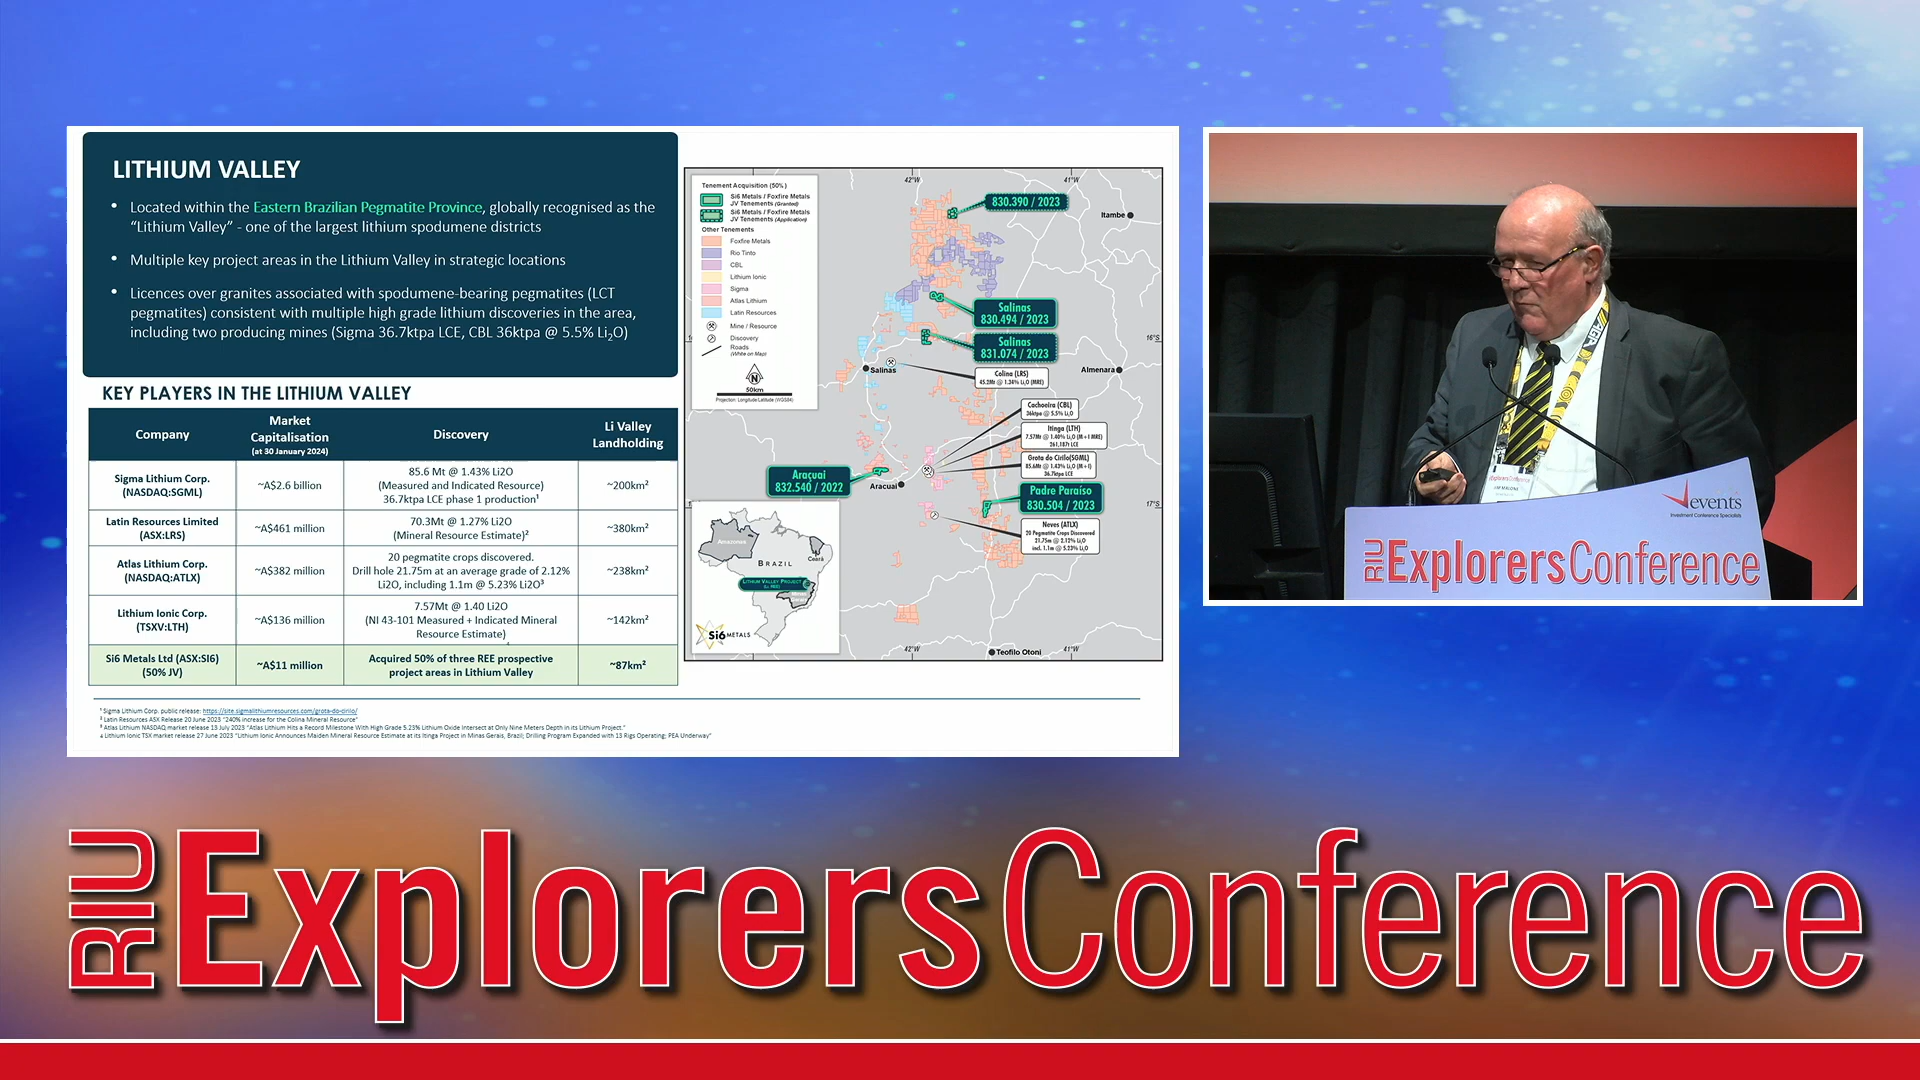 LITHIUM VALLEY
• Located within the Eastern Brazilian Pegmatite Province, globally recognised as the
“Lithium Valley” - one of the largest lithium spodumene districts
• Multiple key project areas in the Lithium Valley in strategic locations
• Licences over granites associated with spodumene-bearing pegmatites (LCT
pegmatites) consistent with multiple high grade lithium discoveries in the area,
including two producing mines (Sigma 36.7ktpa LCE, CBL 36ktpa @ 5.5% Li2O)
KEY PLAYERS IN THE LITHIUM VALLEY
Company
Market
Capitalisation
(at 30 January 2024)
Discovery
Li Valley
Landholding
Sigma Lithium Corp.
(NASDAQ:SGML)
~A$2.6 billion
85.6 Mt @ 1.43% Li2O
(Measured and Indicated Resource)
36.7ktpa LCE phase 1 production¹
~200km²
Latin Resources Limited
(ASX:LRS)
~A$461 million
70.3Mt @ 1.27% Li2O
(Mineral Resource Estimate)²
~380km²
Atlas Lithium Corp.
(NASDAQ:ATLX)
~A$382 million
20 pegmatite crops discovered.
Drill hole 21.75m at an average grade of 2.12%
Li2O, including 1.1m @ 5.23% Li2O³
~238km²
Lithium Ionic Corp.
(TSXV:LTH)
~A$136 million
7.57Mt @ 1.40 Li2O
(NI 43-101 Measured + Indicated Mineral
Resource Estimate)
4
~142km²
Si6 Metals Ltd (ASX:SI6)
(50% JV)
~A$11 million
Acquired 50% of three REE prospective
project areas in Lithium Valley
~87km²
¹ Sigma Lithium Corp. public release: https://site.sigmalithiumresources.com/grota-do-cirilo/
² Latin Resources ASX Release 20 June 2023 “240% increase for the Colina Mineral Resource”
³ Atlas Lithium NASDAQ market release 13 July 2023 “Atlas Lithium Hits a Record Milestone With High Grade 5.23% Lithium Oxide Intersect at Only Nine Meters Depth in its Lithium Project.”
4 Lithium Ionic TSX market release 27 June 2023 “Lithium Ionic Announces Maiden Mineral Resource Estimate at its Itinga Project in Minas Gerais, Brazil; Drilling Program Expanded with 13 Rigs Operating; PEA Underway”
Tenement Acquisition (50%)
Si6 Metals / Foxfire Metals
JV Tenements (Granted)
Si6 Metals / Foxfire Metals
JV Tenements (Application)
Other Tenements
Foxfire Metals
Rio Tinto
CBL
Lithium Ionic
Sigma
Atlas Lithium
Latin Resources
Mine / Resource
Discovery
Roads
(White on Map)
N
50km
Projection: Longitude/Latitude (WGS84)
42°W
41°W
830.390 / 2023
Itambe
Salinas
830.494 / 2023
Salinas
831.074 / 2023
16°S
Salinas
Colina (LRS)
45.2Mt @ 1.34% Li2O (MRE)
Almenara
Cachoeira (CBL)
36ktpa @ 5.5% Li2O
Itinga (LTH)
7.57Mt @ 1.40% Li2O (M + I MRE)
261,187t LCE
Grota do Cirilo(SGML)
85.6Mt @ 1.43% Li2O (M + I)
36.7ktpa LCE
Araçuai
832.540 / 2022
Araçuai
Padre Paraíso
830.504 / 2023
17°S
Neves (ATLX)
20 Pegmatite Crops Discovered
21.75m @ 2.12% Li2O
incl. 1.1m @ 5.23% Li2O
Amazonas
Ceará
BRAZIL
LITHIUM VALLEY PROJECT
Si6 METALS
42°W
41°W
Teofilo Otoni
Vevents
Investment Conference Specialists
RIU ExplorersConference
RIU ExplorersConference